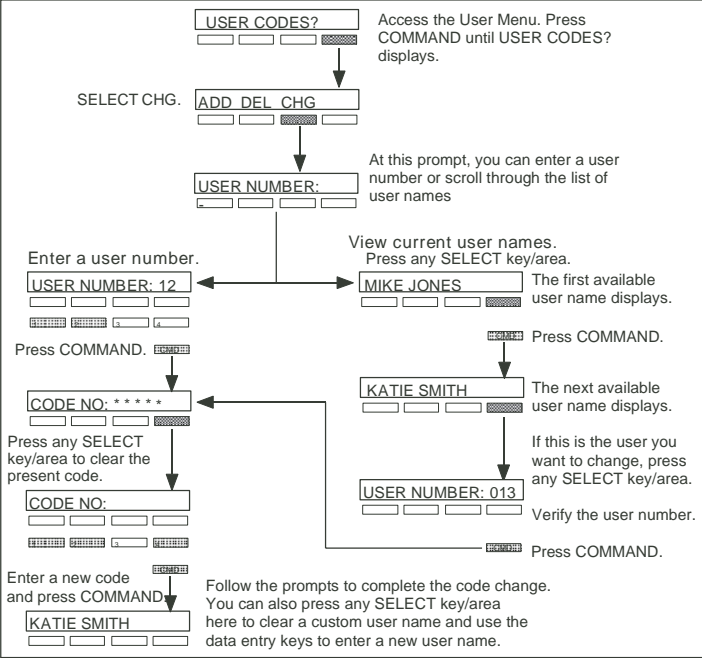 USER CODES?
Access the User Menu. Press
COMMAND until USER CODES?
displays.
SELECT CHG.
ADD DEL CHG
At this prompt, you can enter a user
number or scroll through the list of
user names
USER NUMBER:
-
Enter a user number.
USER NUMBER: 12
3 4
Press COMMAND. CMD
View current user names.
Press any SELECT key/area.
MIKE JONES
The first available
user name displays.
CMD Press COMMAND.
KATIE SMITH
The next available
user name displays.
If this is the user you
want to change, press
any SELECT key/area.
USER NUMBER: 013
Verify the user number.
CMD Press COMMAND.
CODE NO: * * * * *
Press any SELECT
key/area to clear the
present code.
CODE NO:
3
CMD
Enter a new code
and press COMMAND.
KATIE SMITH
Follow the prompts to complete the code change.
You can also press any SELECT key/area
here to clear a custom user name and use the
data entry keys to enter a new user name.